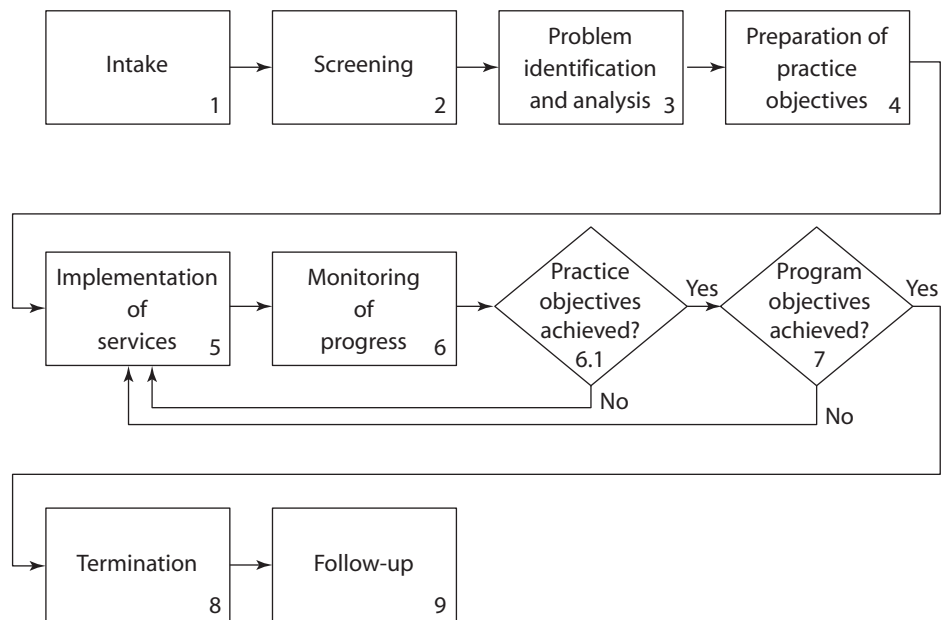 Intake
1
Screening
2
Problem
identification
and analysis
3
Preparation of
practice
objectives
4
Implementation
of
services
5
Monitoring
of
progress
6
Practice
objectives
achieved?
6.1
Yes
No
Program
objectives
achieved?
7
Yes
No
Termination
8
Follow-up
9